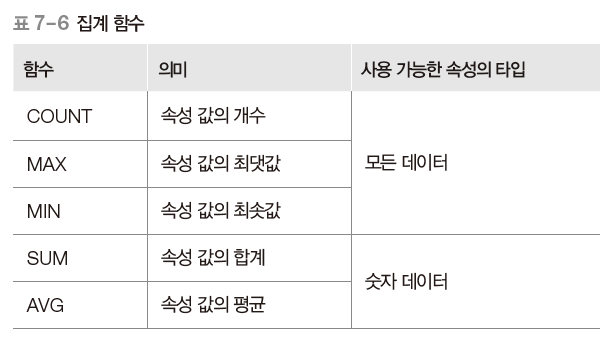 표 7-6 집계 함수
함수 의미 사용 가능한 속성의 타입
COUNT 속성 값의 개수
MAX 속성 값의 최댓값
모든 데이터
MIN 속성 값의 최솟값
SUM 속성 값의 합계
숫자 데이터
AVG 속성 값의 평균